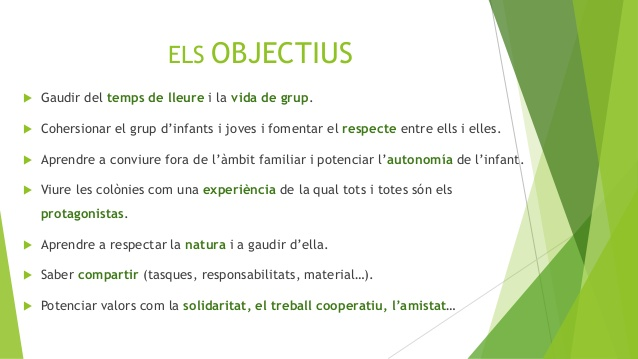 ELS OBJECTIUS
Gaudir del temps de lleure i la vida de grup.
Cohersionar el grup d’infants i joves i fomentar el respecte entre ells i elles.
Aprendre a conviure fora de l’àmbit familiar i potenciar l’autonomía de l’infant.
Viure les colònies com una experiència de la qual tots i totes són els
protagonistas.
Aprendre a respectar la natura i a gaudir d’ella.
Saber compartir (tasques, responsabilitats, material…).
Potenciar valors com la solidaritat, el treball cooperatiu, l’amistat…